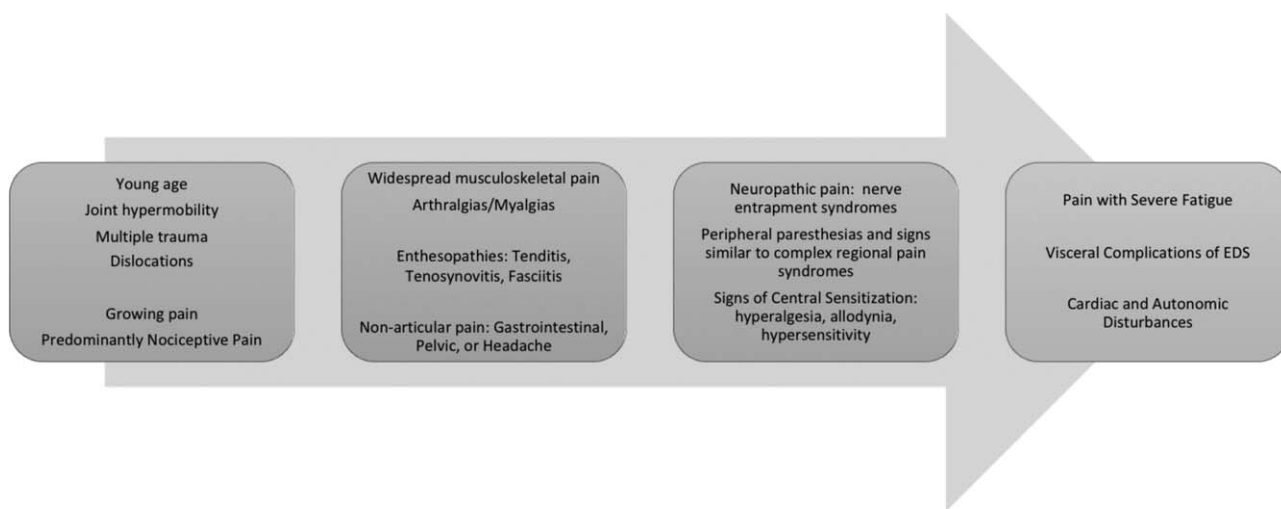 Young age
Joint hypermobility
Multiple trauma
Dislocations
Growing pain
Predominantly Nociceptive Pain
Widespread musculoskeletal pain
Arthralgias/Myalgias
Enthesopathies: Tenditis,
Tenosynovitis, Fasciitis
Non-articular pain: Gastrointestinal,
Pelvic, or Headache
Neuropathic pain: nerve
entrapment syndromes
Peripheral paresthesias and signs
similar to complex regional pain
syndromes
Signs of Central Sensitization:
hyperalgesia, allodynia,
hypersensitivity
Pain with Severe Fatigue
Visceral Complications of EDS
Cardiac and Autonomic
Disturbances